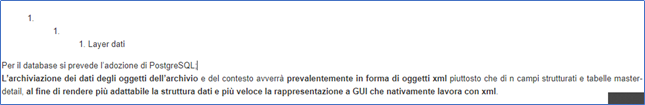 1.
1.
1. Layer dati
Per il database si prevede l'adozione di PostgreSQL;
L'archiviazione dei dati degli oggetti dell'archivio e del contesto avverrà prevalentemente in forma di oggetti xml piuttosto che di n campi strutturati e tabelle master-
detail, al fine di rendere più adattabile la struttura dati e più veloce la rappresentazione a GUI che nativamente lavora con xml.